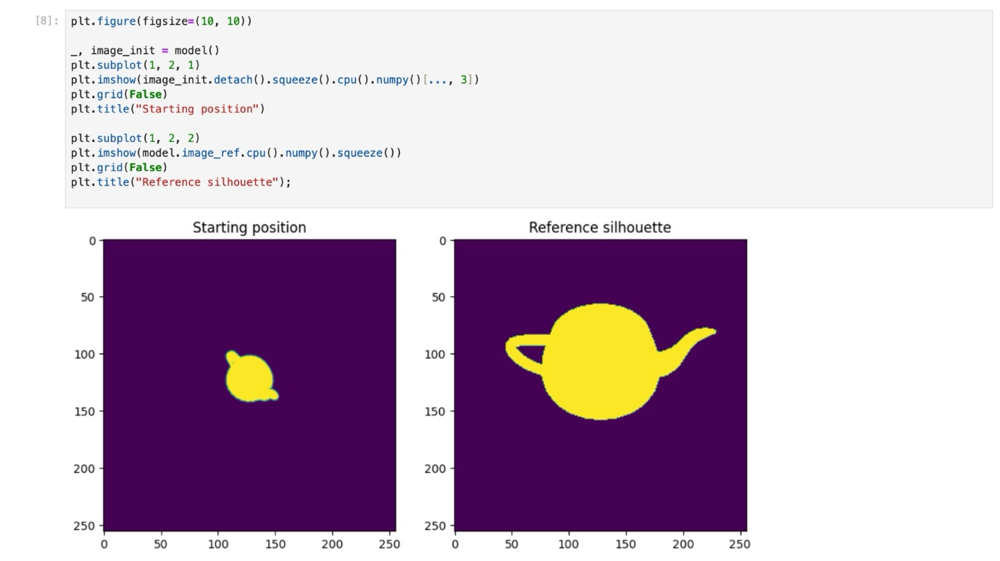 [8]:
plt.figure(figsize=(10, 10))
_, image_init = model()
plt.subplot(1, 2, 1)
plt.imshow(image_init.detach().squeeze().cpu().numpy()[..., 3])
plt.grid(False)
plt.title("Starting position")
plt.subplot(1, 2, 2)
plt.imshow(model.image_ref.cpu().numpy().squeeze())
plt.grid(False)
plt.title("Reference silhouette");
Starting position
0
50
100
150
200
250
0 50 100 150 200 250
Reference silhouette
0
50
100
150
200
250
0 50 100 150 200 250